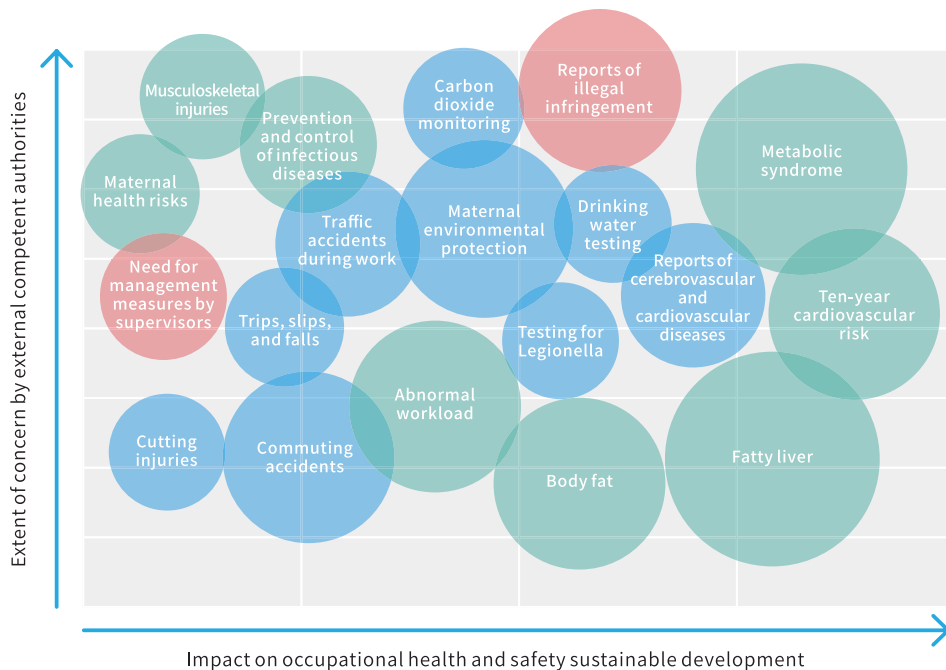 Extent of concern by external competent authorities
Musculoskeletal
injuries
Prevention
and control
of infectious
diseases
Carbon
dioxide
monitoring
Reports of
illegal
infringement
Metabolic
syndrome
Maternal
health risks
Traffic
accidents
during work
Maternal
environmental
protection
Drinking
water
testing
Need for
management
measures by
supervisors
Trips, slips,
and falls
Testing for
Legionella
Reports of
cerebrovascular
and
cardiovascular
diseases
Ten-year
cardiovascular
risk
Abnormal
workload
Cutting
injuries
Commuting
accidents
Body fat
Fatty liver
Impact on occupational health and safety sustainable development